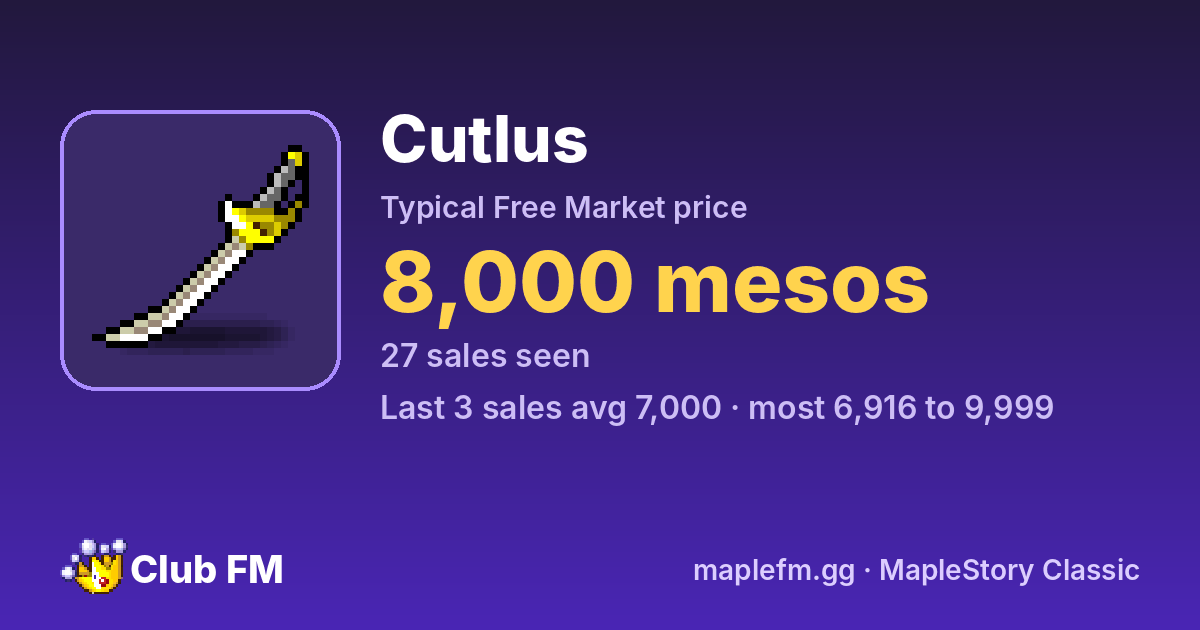 Cutlus
Typical Free Market price
8,000 mesos
27 sales seen
Last 3 sales avg 7,000 · most 6,916 to 9,999
Club FM
maplefm.gg · MapleStory Classic